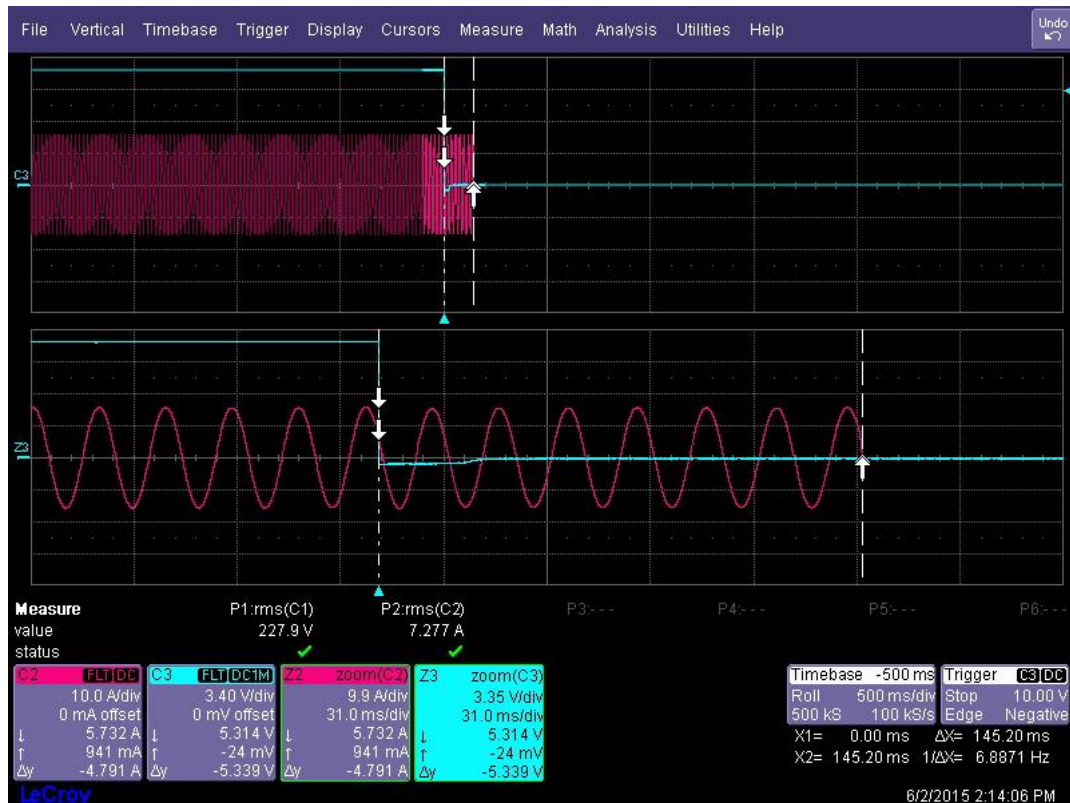 File Vertical Timebase Trigger Display Cursors Measure Math Analysis Utilities Help Undo
C3
Z3
Measure P1:rms(C1) P2:rms(C2) P3:- - - P4:- - - P5:- - - P6:- - -
value 227.9 V 7.277 A
status
C2 FLT DC
10.0 A/div
0 mA offset
↓ 5.732 A
↑ 941 mA
Δy -4.791 A
C3 FLT DC1M
3.40 V/div
0 mV offset
↓ 5.314 V
↑ -24 mV
Δy -5.339 V
Z2 zoom(C2)
9.9 A/div
31.0 ms/div
↓ 5.732 A
↑ 941 mA
Δy -4.791 A
Z3 zoom(C3)
3.35 V/div
31.0 ms/div
↓ 5.314 V
↑ -24 mV
Δy -5.339 V
Timebase -500 ms
Roll 500 ms/div
500 kS 100 kS/s
Trigger C3 DC
Stop 10.00 V
Edge Negative
X1= 0.00 ms ΔX= 145.20 ms
X2= 145.20 ms 1/ΔX= 6.8871 Hz
LeCroy
6/2/2015 2:14:06 PM